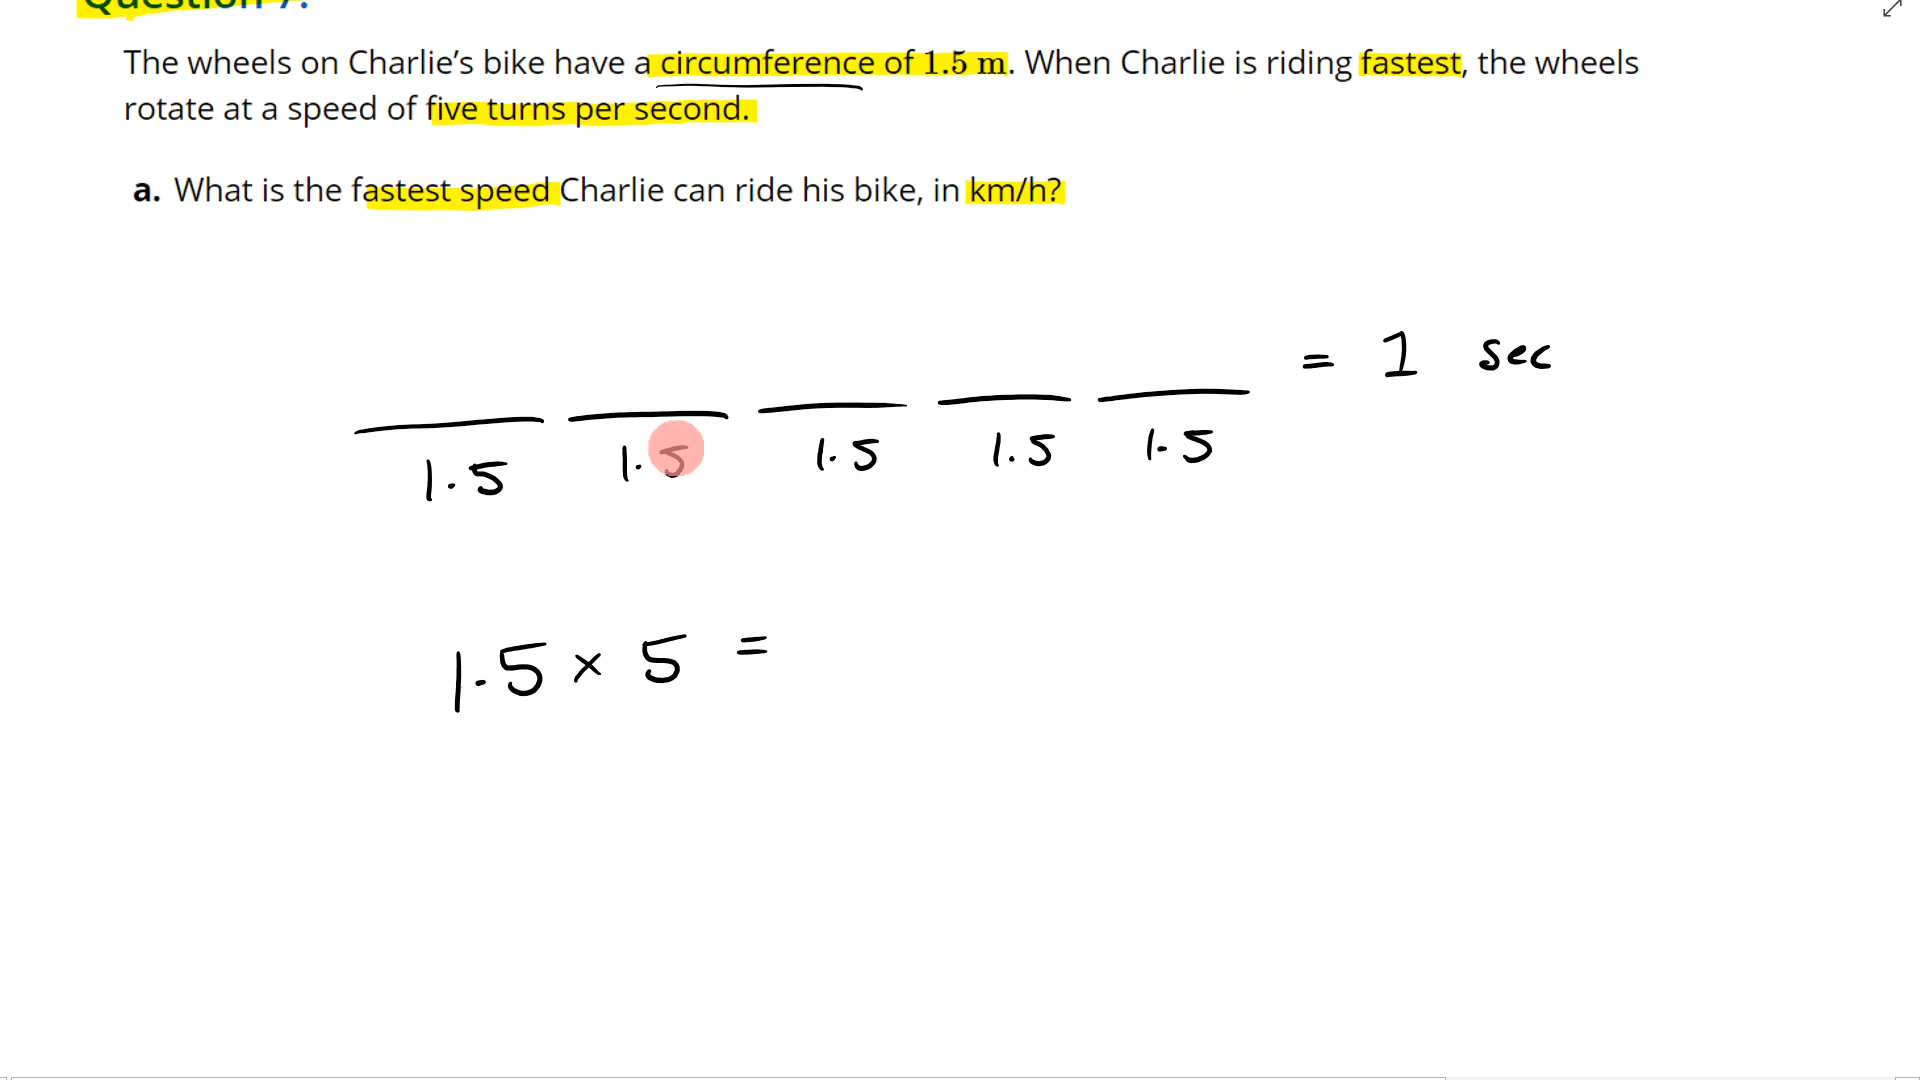 Question 7.
The wheels on Charlie’s bike have a circumference of 1.5 m. When Charlie is riding fastest, the wheels
rotate at a speed of five turns per second.
a. What is the fastest speed Charlie can ride his bike, in km/h?
= 1 sec
1.5 1.5 1.5 1.5 1.5
1.5 × 5 =